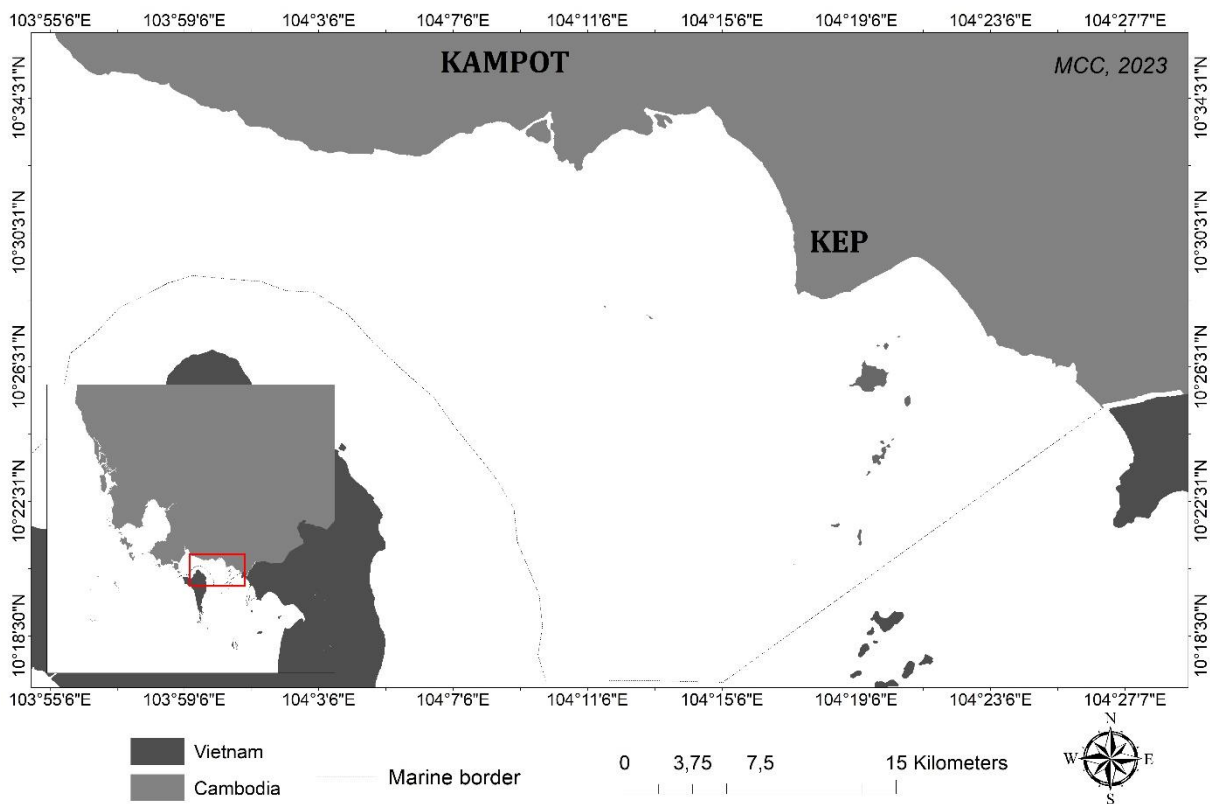 103°55'6"E 103°59'6"E 104°3'6"E 104°7'6"E 104°11'6"E 104°15'6"E 104°19'6"E 104°23'6"E 104°27'7"E
KAMPOT
MCC, 2023
10°34'31"N 10°34'31"N
10°30'31"N 10°30'31"N
KEP
10°26'31"N 10°26'31"N
10°22'31"N 10°22'31"N
10°18'30"N 10°18'30"N
103°55'6"E 103°59'6"E 104°3'6"E 104°7'6"E 104°11'6"E 104°15'6"E 104°19'6"E 104°23'6"E 104°27'7"E
Vietnam
Cambodia
Marine border
0 3,75 7,5 15 Kilometers
N
W E
S